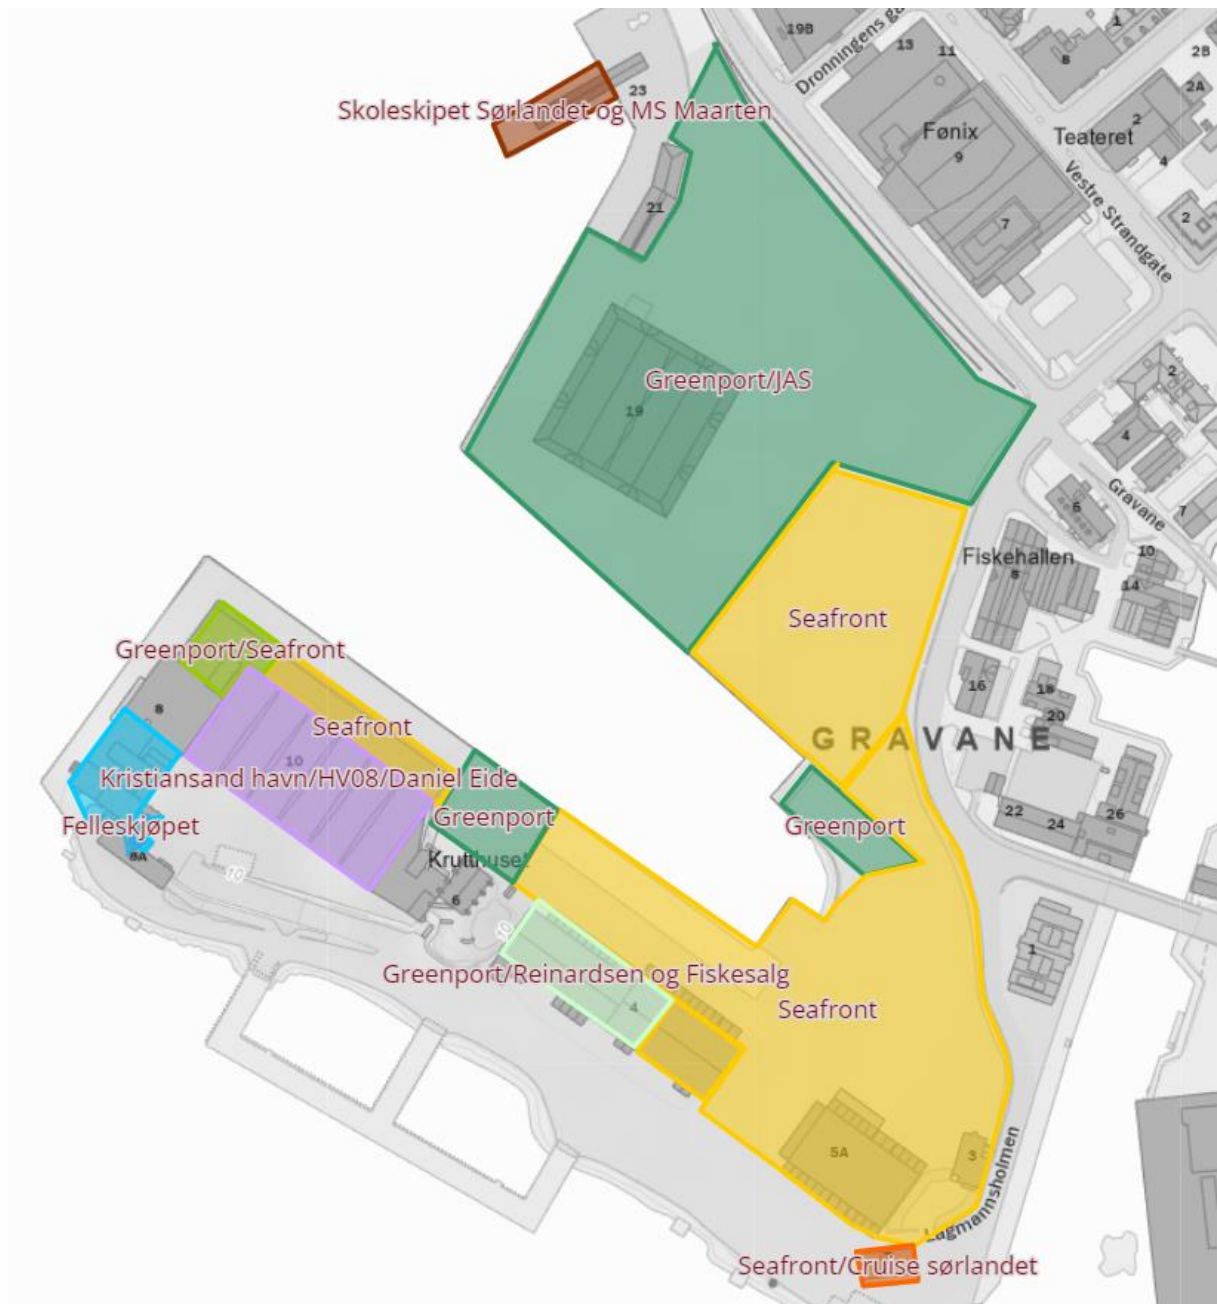 19B
Dronningens ga
13
11
1
8
2B
2A
23
Skoleskipet Sørlandet og MS Maarten
Fønix
9
Teateret
2
4
Vestre Strandgate
21
7
2
Greenport/JAS
19
2
4
Gravane
6
7
Fiskehallen
8
10
14
Seafront
Greenport/Seafront
16
18
20
8
Seafront
GRAVANE
10
Kristiansand havn/HV08/Daniel Eide
Greenport
22
24
26
Felleskjøpet
Greenport
8A
Krutthuset
10
6
10
1
Greenport/Reinardsen og Fiskesalg
4
Seafront
5A
3
Lagmannsholmen
Seafront/Cruise sørlandet